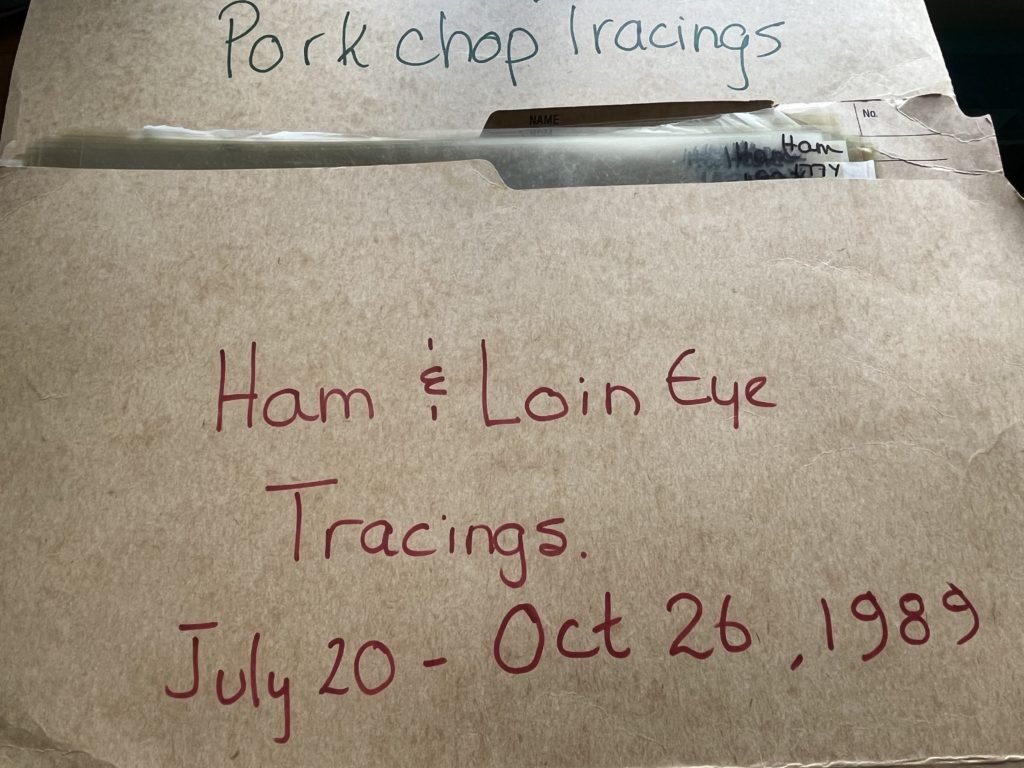 Pork chop Tracings
NAME
No.
Ham
Ham & Loin Eye
Tracings.
July 20 - Oct 26, 1989